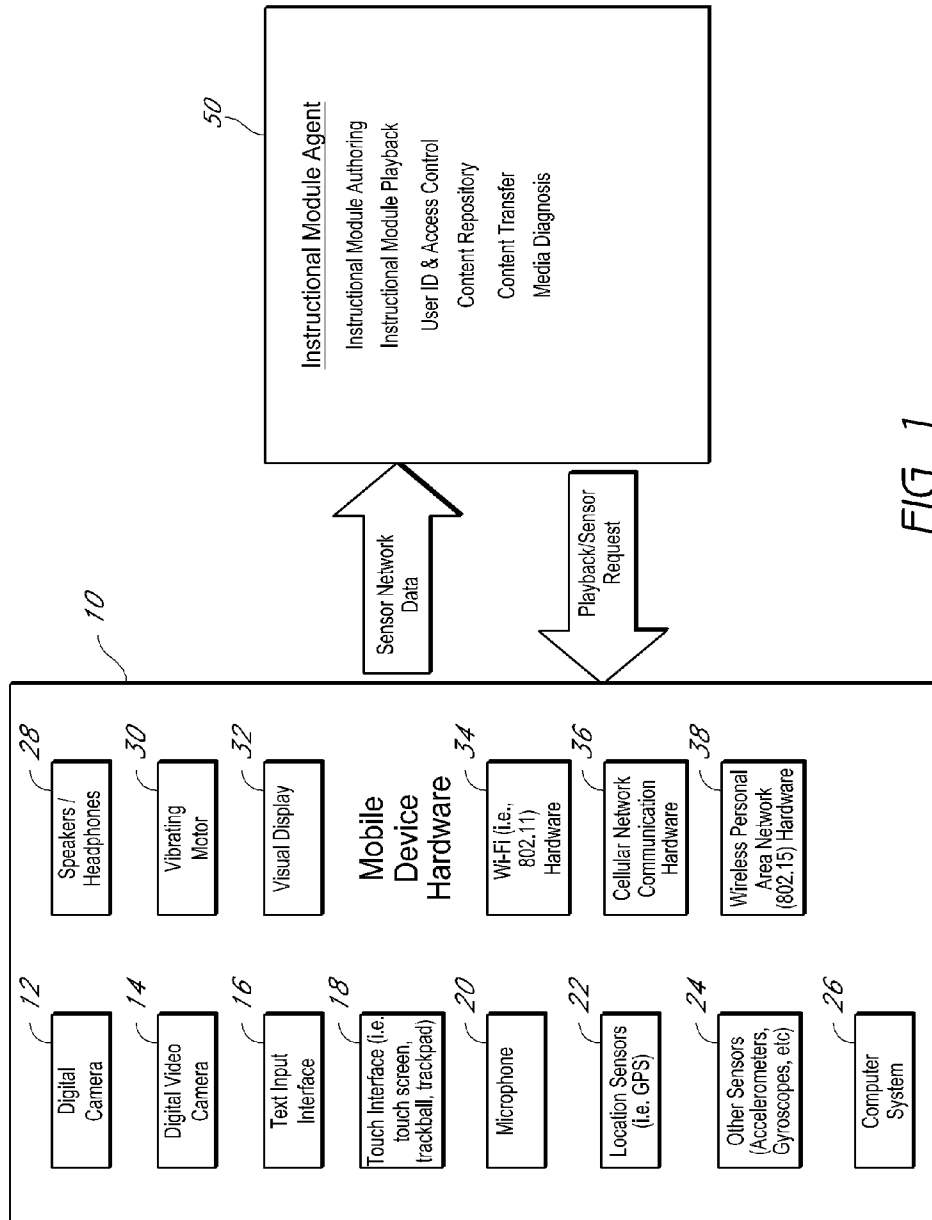 10
12
Digital
Camera
14
Digital Video
Camera
16
Text Input
Interface
18
Touch Interface (i.e.
touch screen,
trackball, trackpad)
20
Microphone
22
Location Sensors
(i.e. GPS)
24
Other Sensors
(Accelerometers,
Gyroscopes, etc)
26
Computer
System
28
Speakers /
Headphones
30
Vibrating
Motor
32
Visual Display
Mobile
Device
Hardware
34
Wi-Fi (i.e.,
802.11)
Hardware
36
Cellular Network
Communication
Hardware
38
Wireless Personal
Area Network
(802.15) Hardware
Sensor Network
Data
Playback/Sensor
Request
50
Instructional Module Agent
Instructional Module Authoring
Instructional Module Playback
User ID & Access Control
Content Repository
Content Transfer
Media Diagnosis
FIG. 1